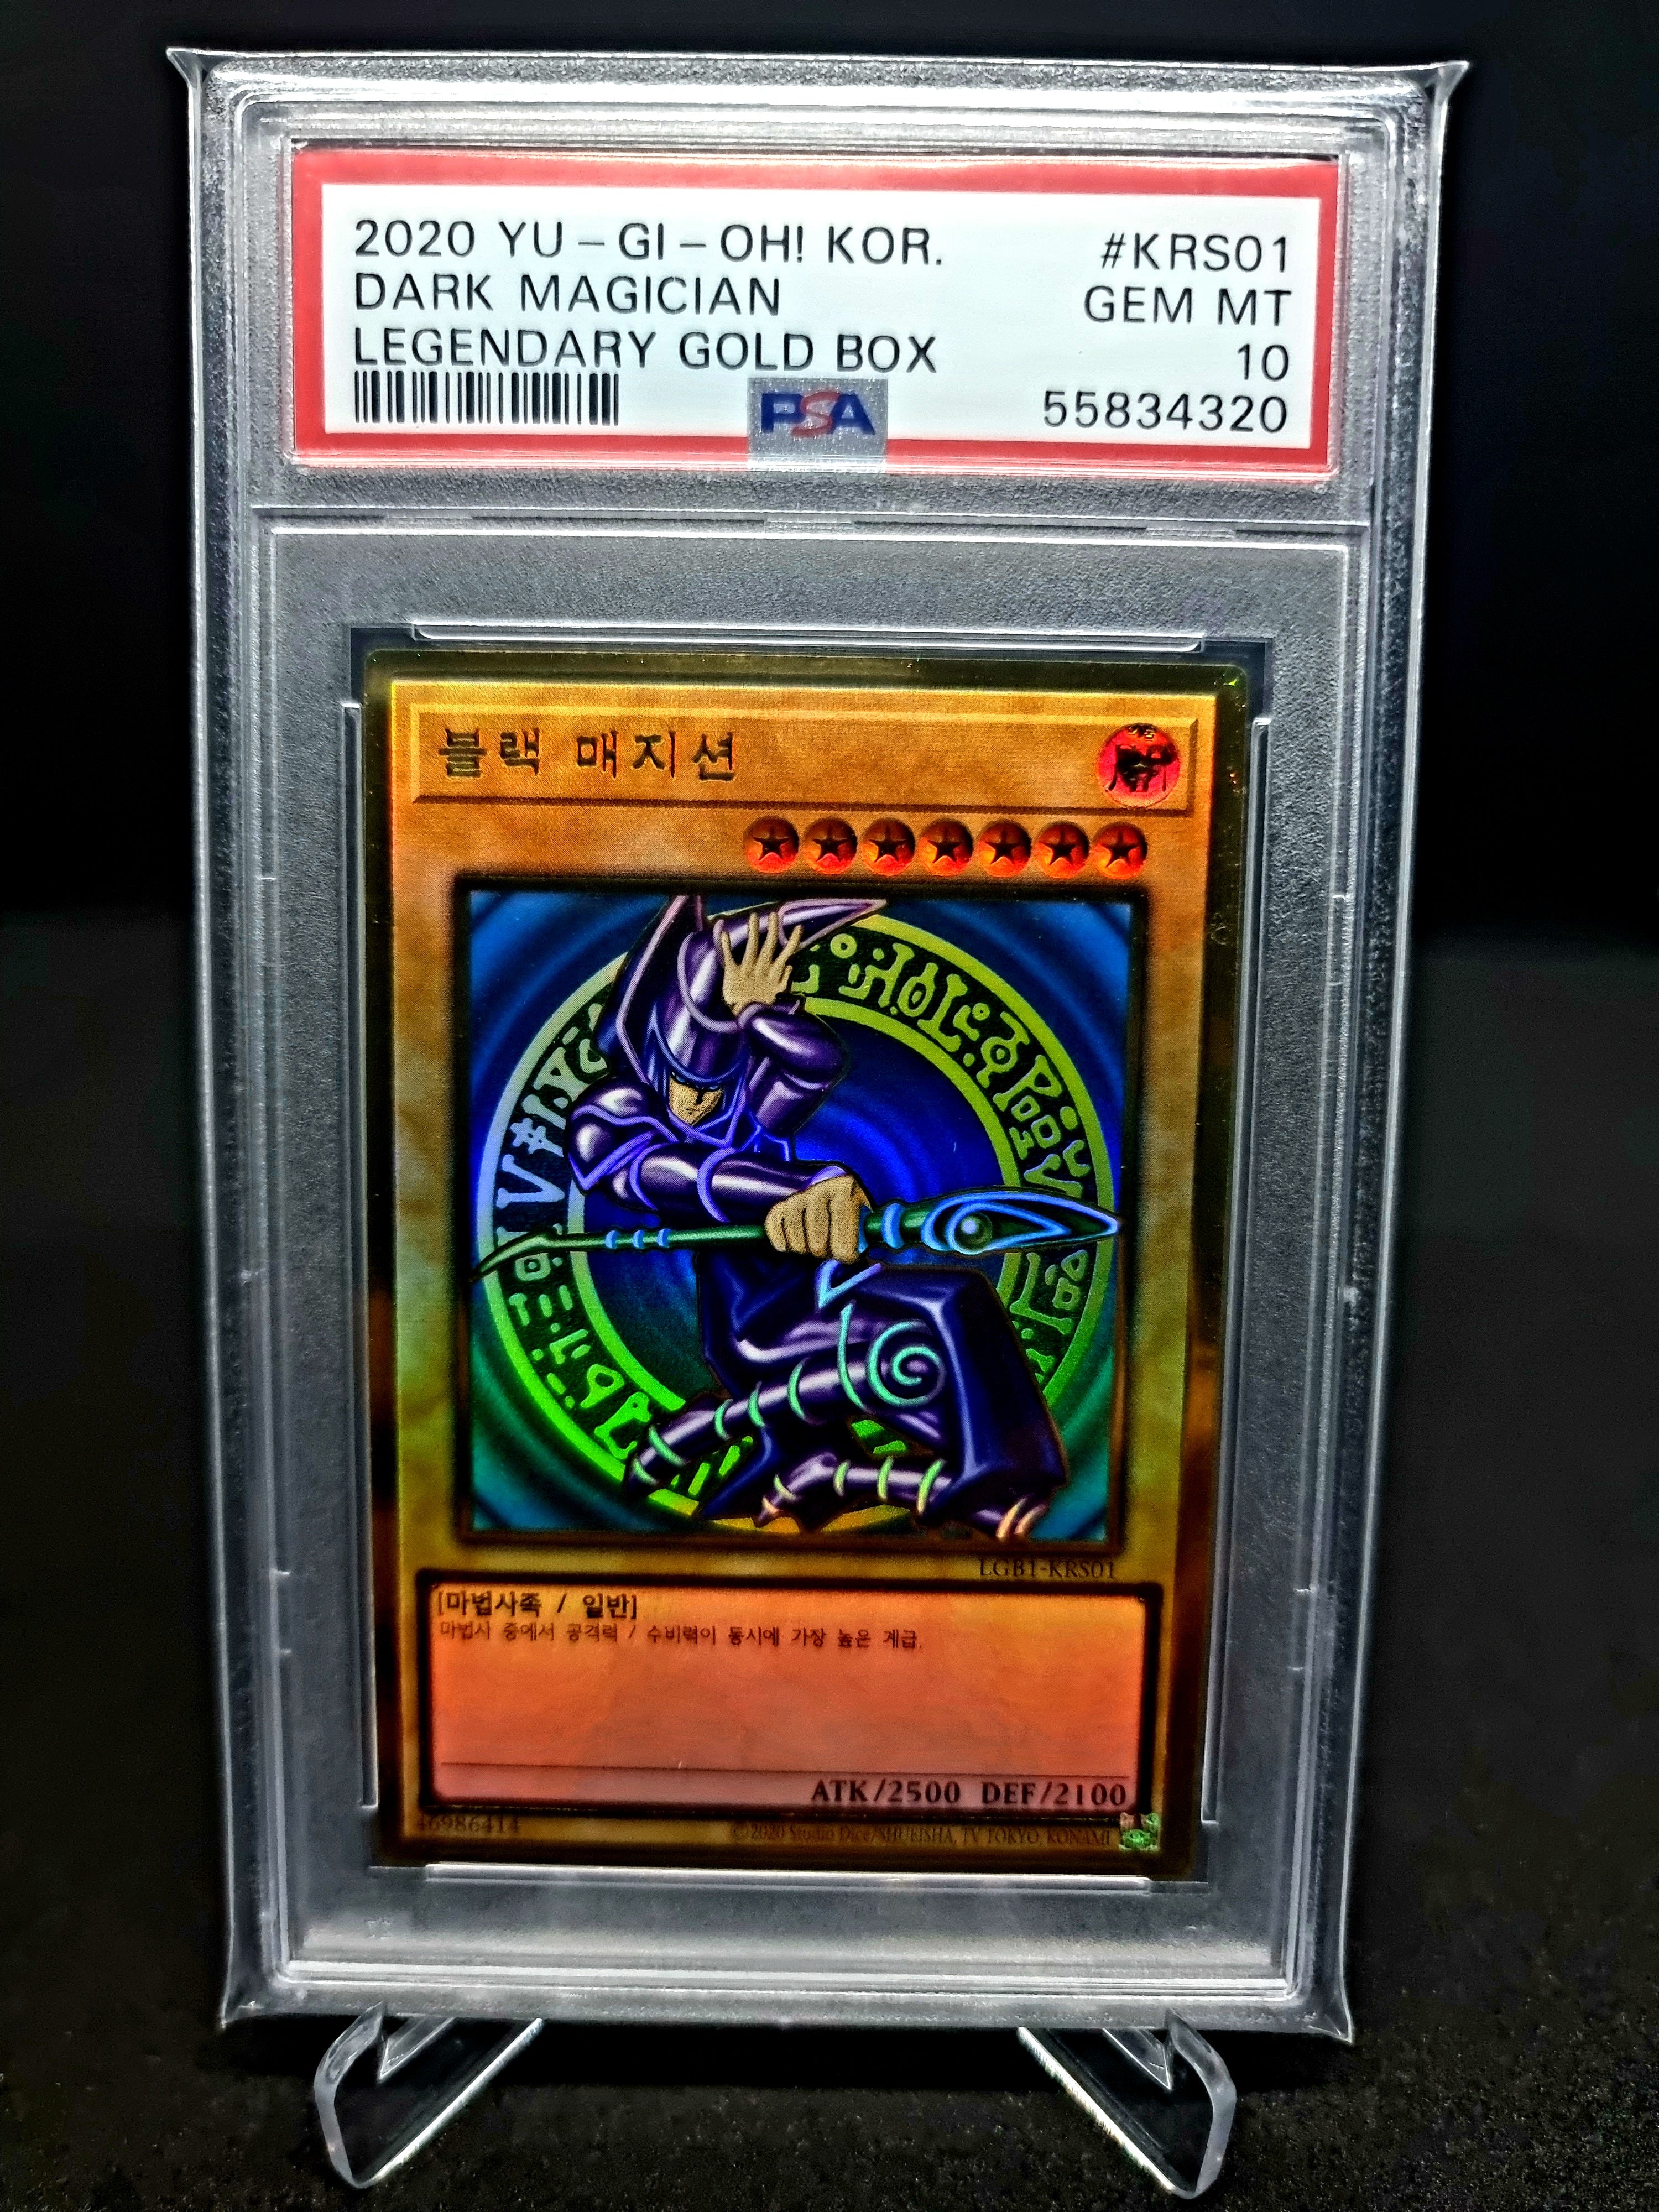 2020 YU-GI-OH! KOR. #KRS01
DARK MAGICIAN GEM MT
LEGENDARY GOLD BOX 10
PSA 55834320
블랙 매지션
LGB1-KRS01
[마법사족 / 일반]
마법사 중에서 공격력 / 수비력이 동시에 가장 높은 계급.
ATK/2500 DEF/2100
46986414 ©2020 Studio Dice/SHUEISHA, TV TOKYO, KONAMI